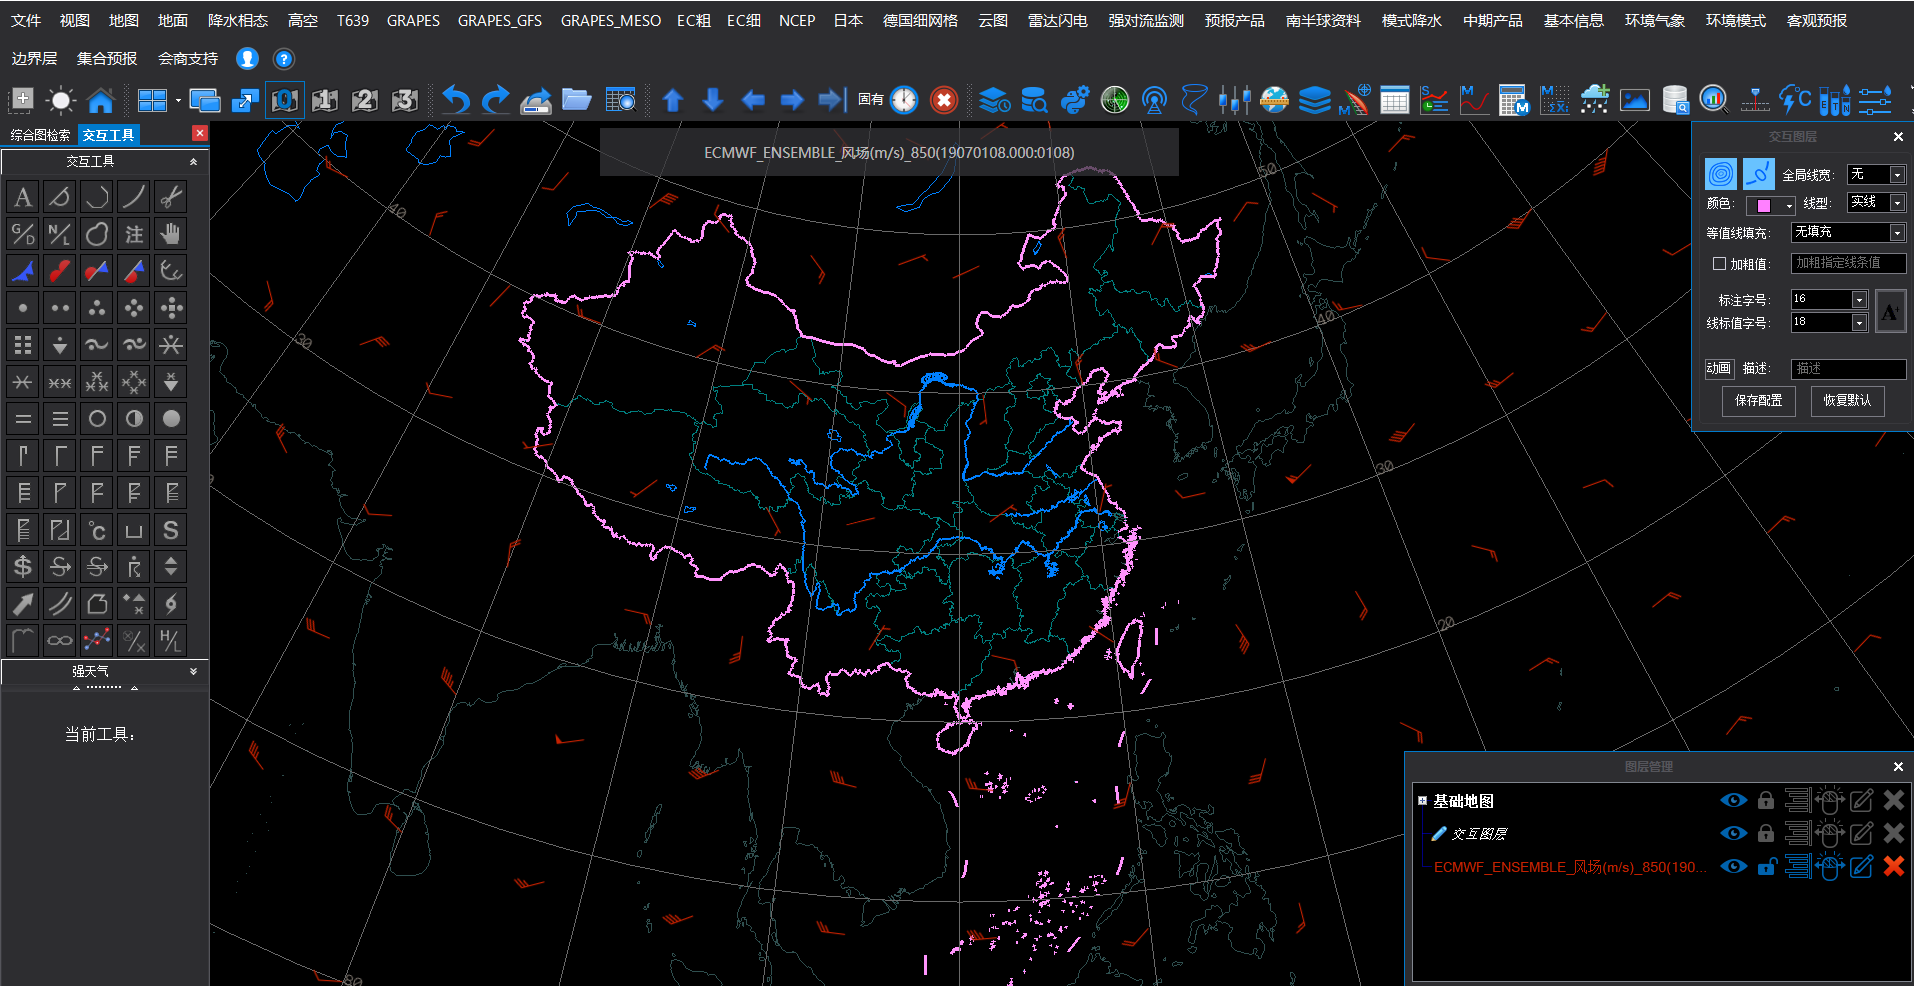 文件 视图 地图 地面 降水相态 高空 T639 GRAPES GRAPES_GFS GRAPES_MESO EC粗 EC细 NCEP 日本 德国细网格 云图 雷达闪电 强对流监测 预报产品 南半球资料 模式降水 中期产品 基本信息 环境气象 环境模式 客观预报
边界层 集合预报 会商支持
0 1 2 3 固有
综合图检索 交互工具
交互工具
ECMWF_ENSEMBLE_风场(m/s)_850(19070108.000:0108)
交互图层
全局线宽: 无
颜色: 线型: 实线
等值线填充: 无填充
加粗值: 加粗指定线条值
标注字号: 16
线标值字号: 18
A
动画 描述: 描述
保存配置 恢复默认
A
G/D N/L 注
℃ S
$ S S
H/L
强天气
当前工具:
40
30
50
40
30
20
图层管理
基础地图
交互图层
ECMWF_ENSEMBLE_风场(m/s)_850(190...